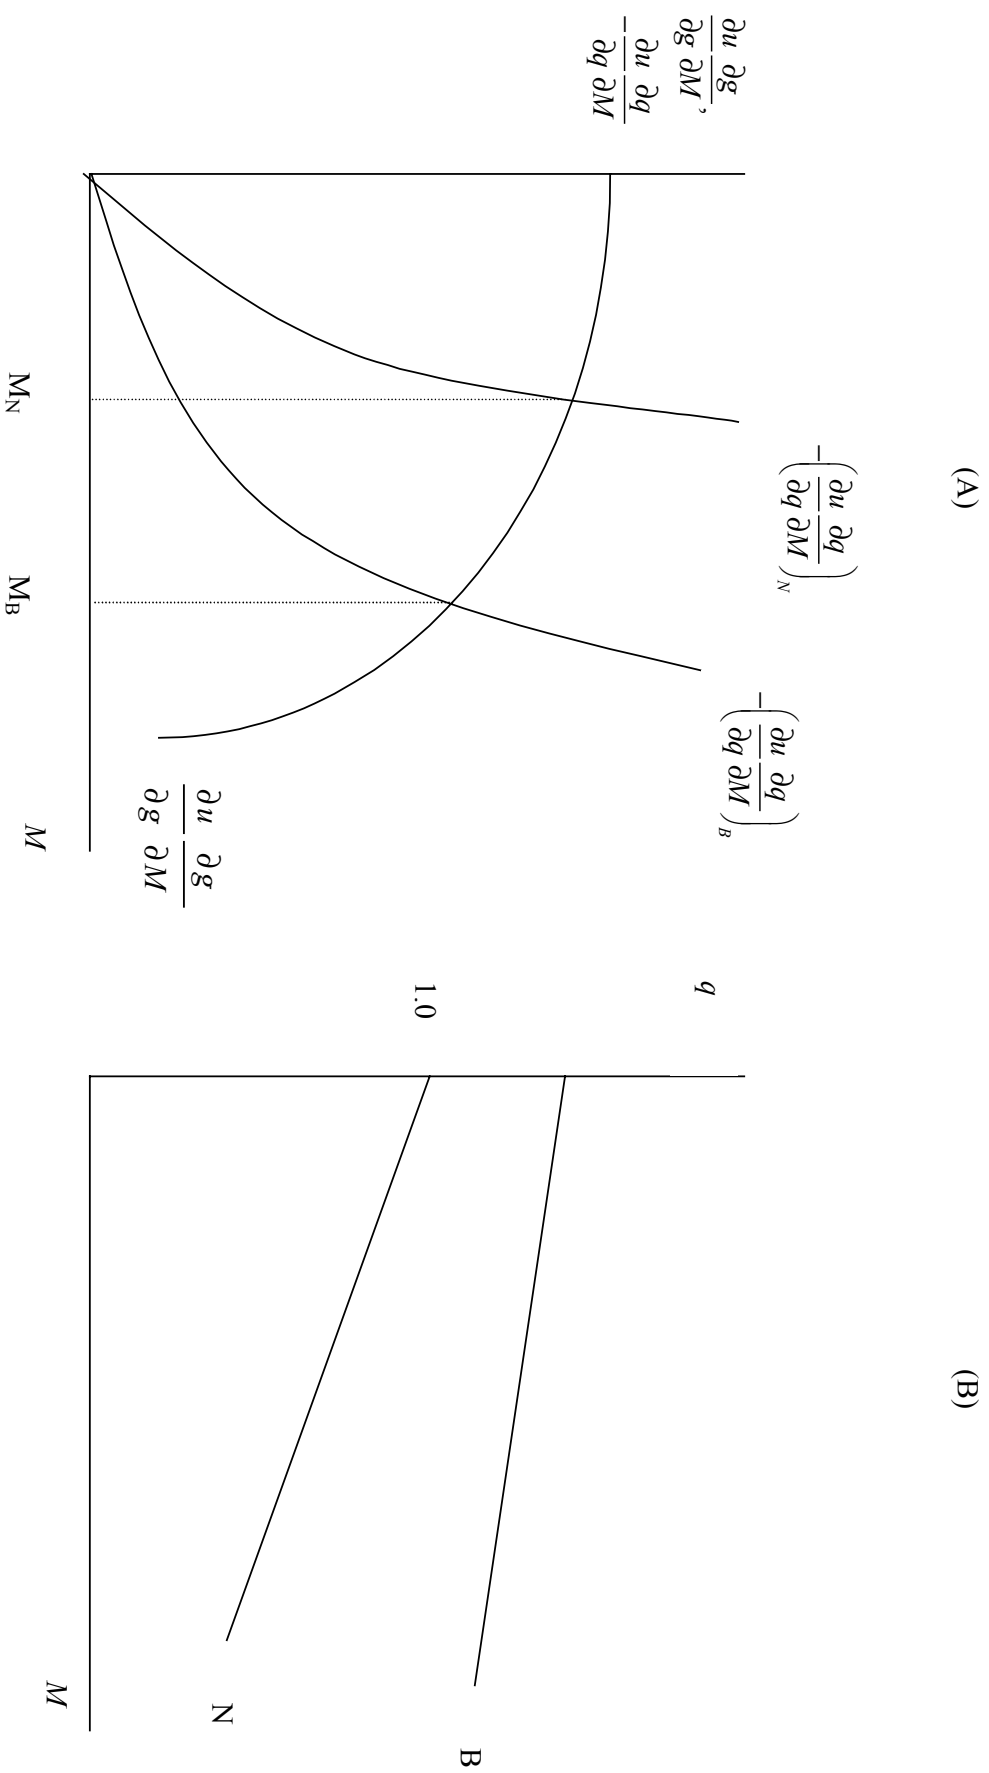 (A)
∂u/∂g ∂g/∂M,
−∂u/∂q ∂q/∂M
−(∂u/∂q ∂q/∂M)_N
−(∂u/∂q ∂q/∂M)_B
∂u/∂g ∂g/∂M
M_N
M_B
M
(B)
q
1.0
B
N
M